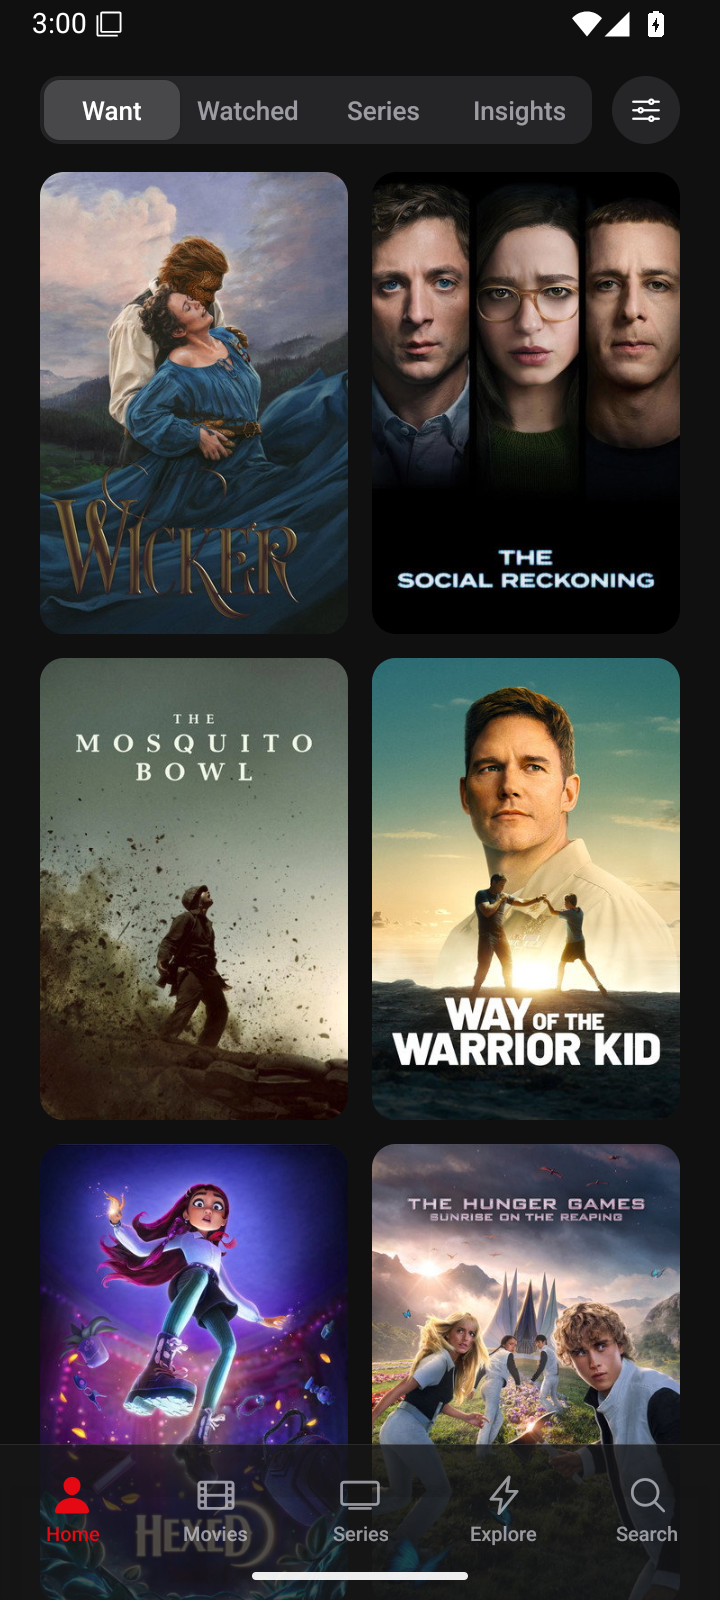 3:00
Want Watched Series Insights
WICKER
THE
SOCIAL RECKONING
THE
MOSQUITO
BOWL
WAY OF THE
WARRIOR KID
THE HUNGER GAMES
SUNRISE ON THE REAPING
HEXED
Home Movies Series Explore Search